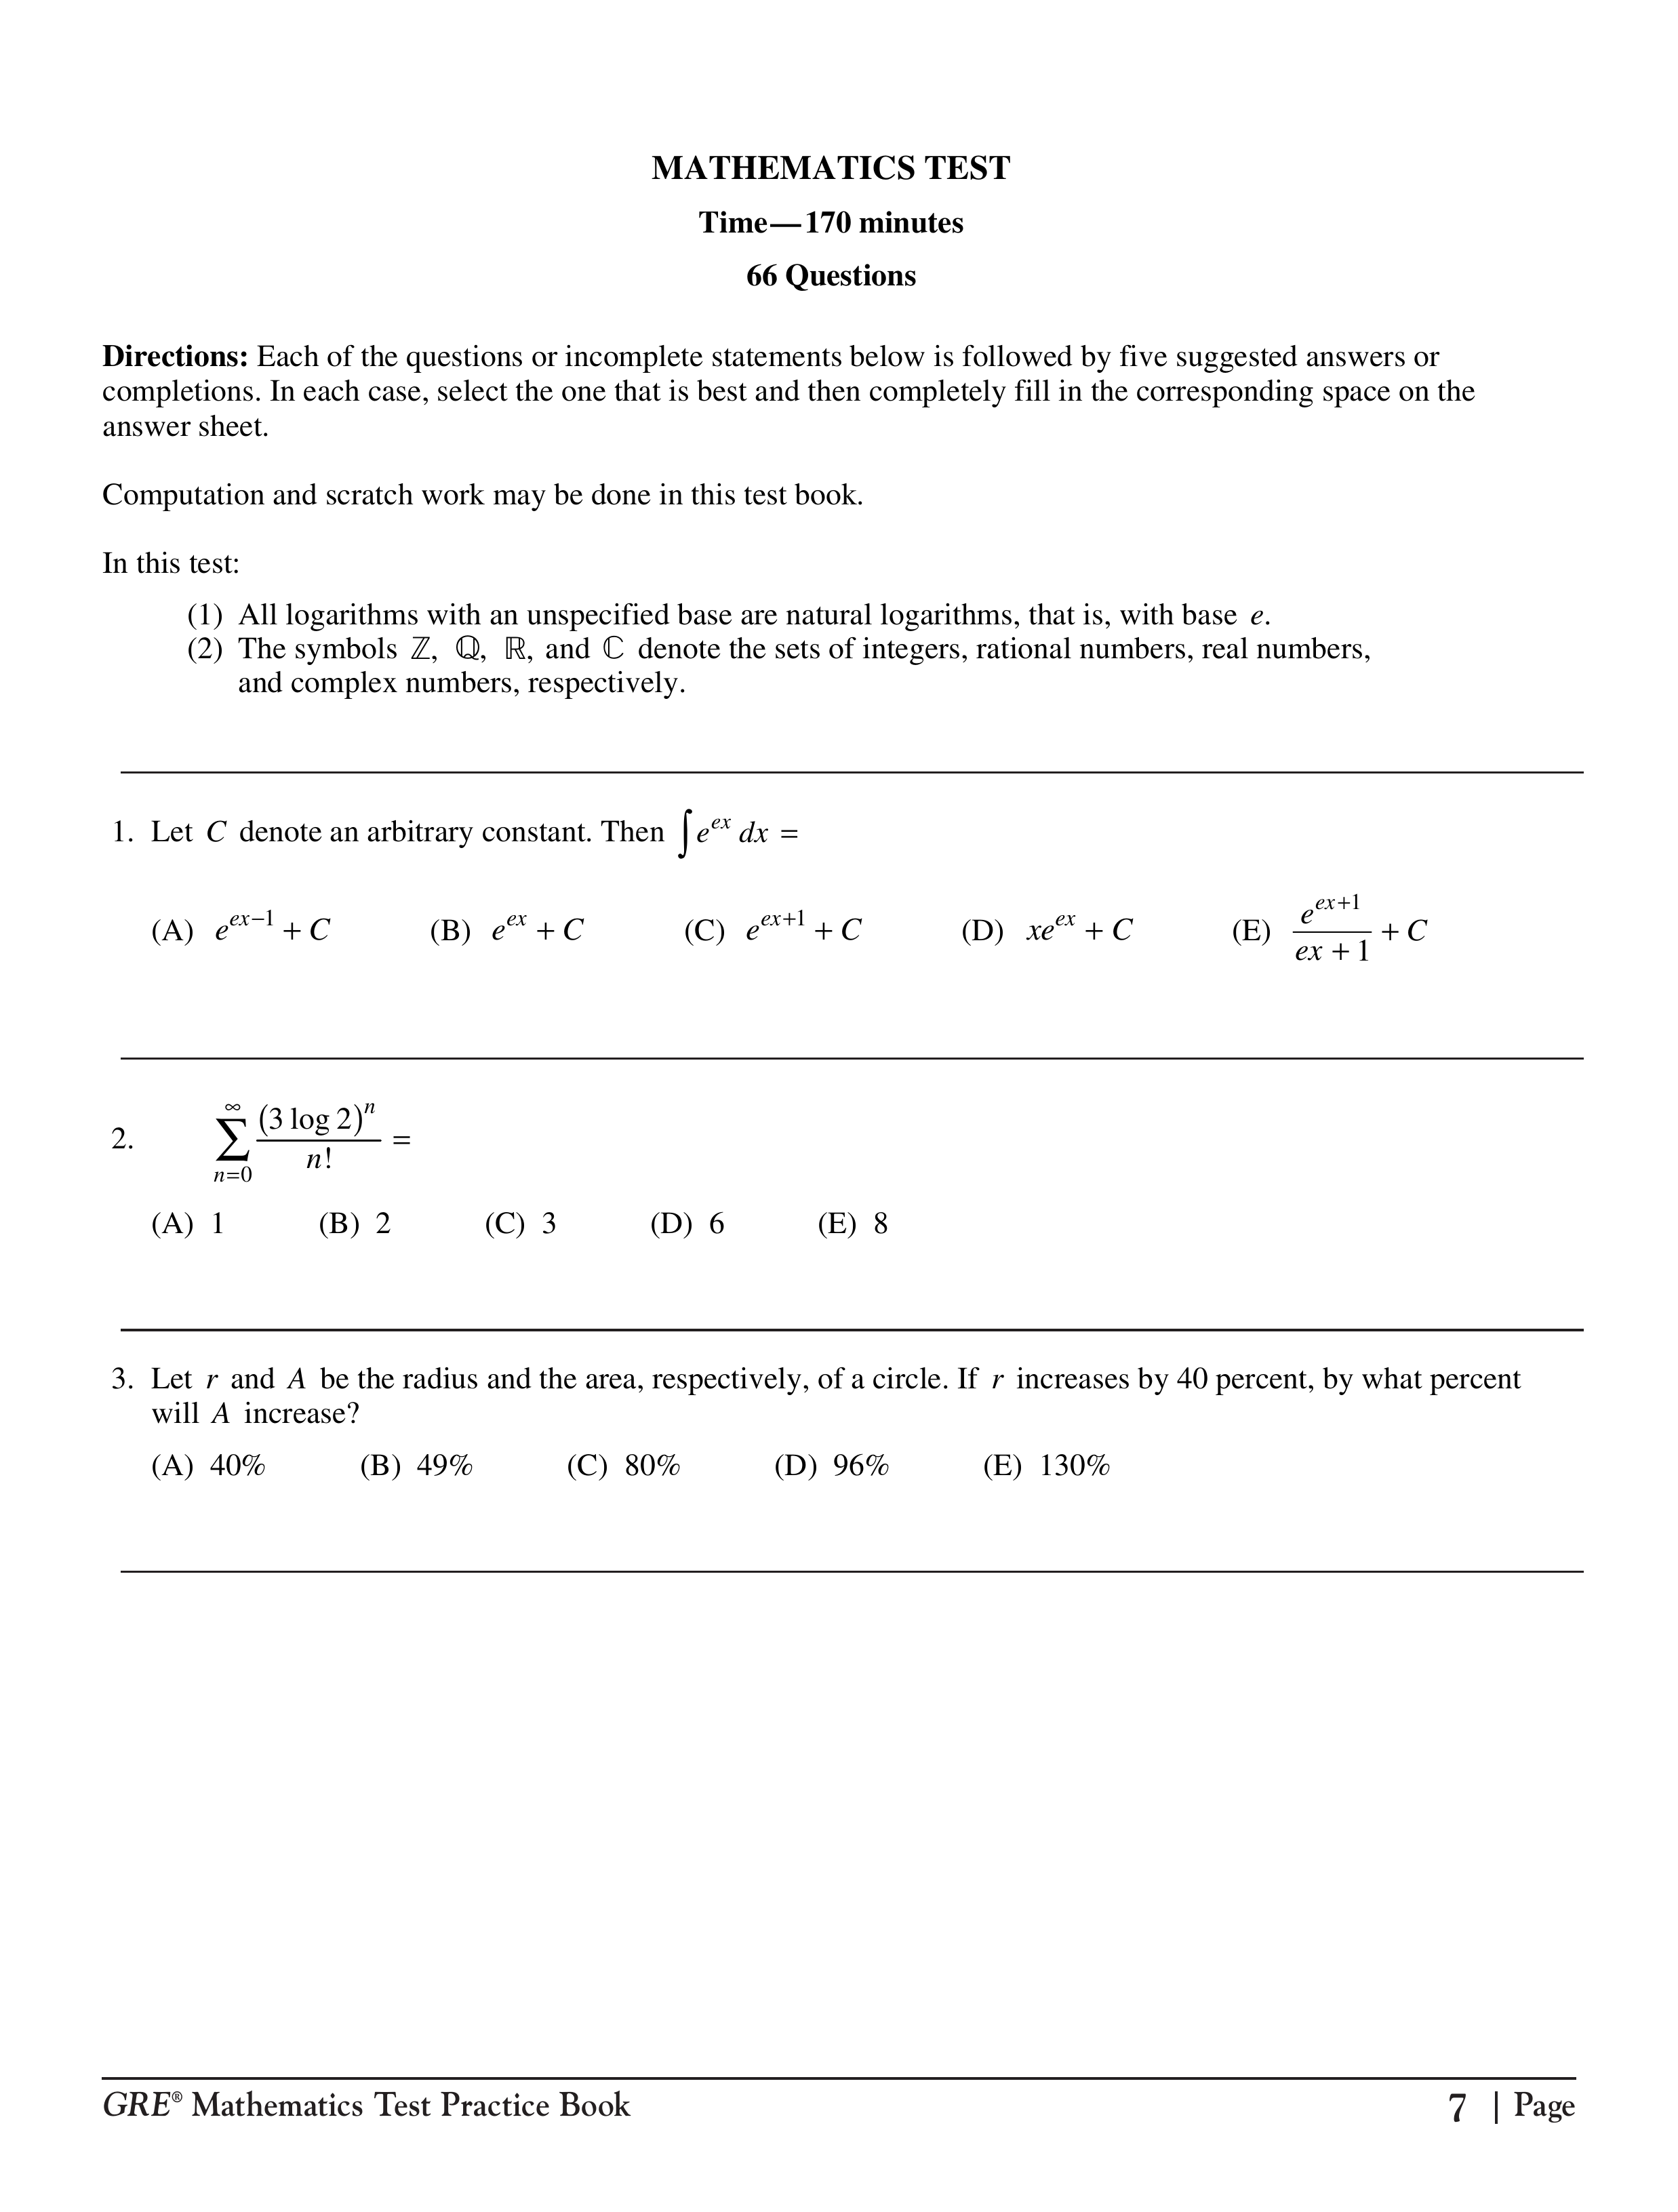 MATHEMATICS TEST
Time—170 minutes
66 Questions
Directions: Each of the questions or incomplete statements below is followed by five suggested answers or
completions. In each case, select the one that is best and then completely fill in the corresponding space on the
answer sheet.
Computation and scratch work may be done in this test book.
In this test:
(1) All logarithms with an unspecified base are natural logarithms, that is, with base e.
(2) The symbols ℤ, ℚ, ℝ, and ℂ denote the sets of integers, rational numbers, real numbers,
and complex numbers, respectively.
1. Let C denote an arbitrary constant. Then ∫ e^{ex} dx =
(A) e^{ex−1} + C (B) e^{ex} + C (C) e^{ex+1} + C (D) xe^{ex} + C (E) \frac{e^{ex+1}}{ex + 1} + C
2. \sum_{n=0}^{∞} \frac{(3 log 2)^n}{n!} =
(A) 1 (B) 2 (C) 3 (D) 6 (E) 8
3. Let r and A be the radius and the area, respectively, of a circle. If r increases by 40 percent, by what percent
will A increase?
(A) 40% (B) 49% (C) 80% (D) 96% (E) 130%
GRE® Mathematics Test Practice Book 7 | Page